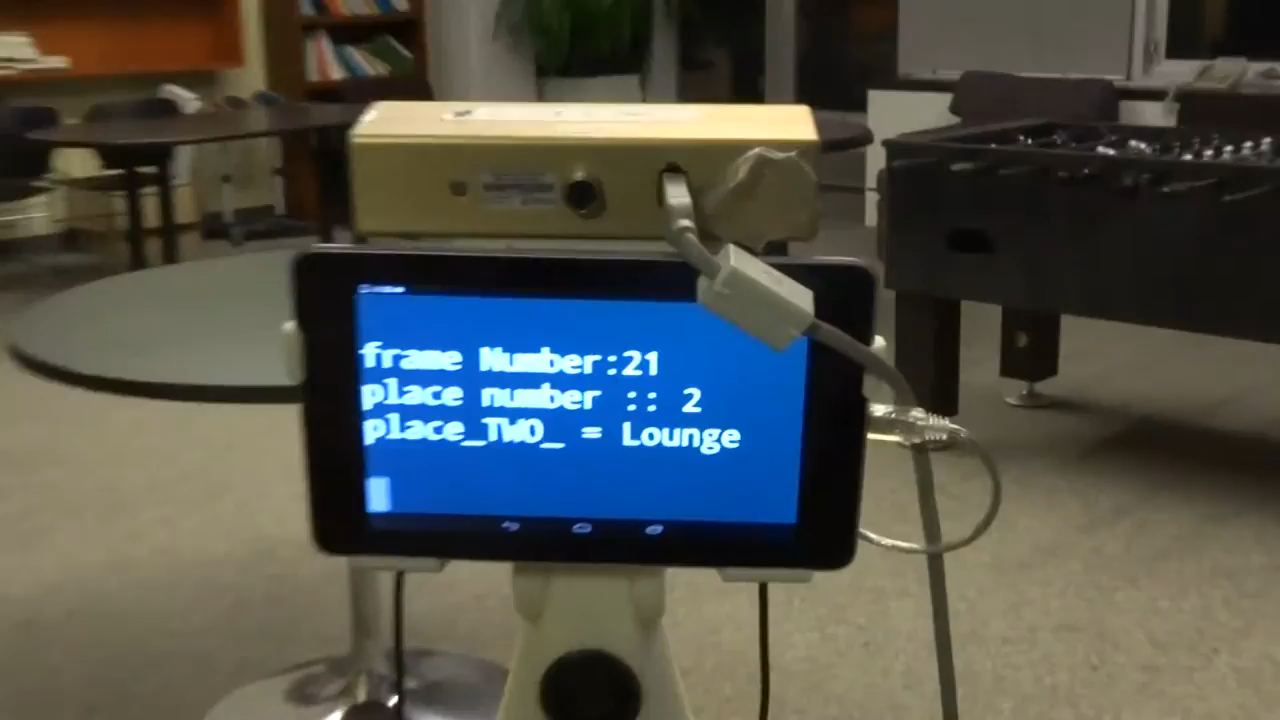 frame Number:21
place number :: 2
place_TWO_ = Lounge